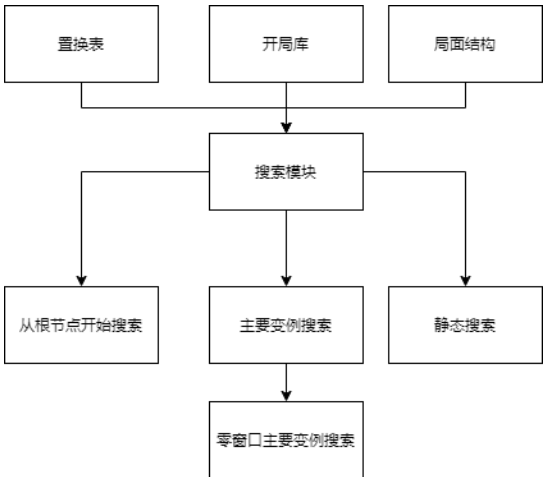 置换表
开局库
局面结构
搜索模块
从根节点开始搜索
主要变例搜索
静态搜索
零窗口主要变例搜索